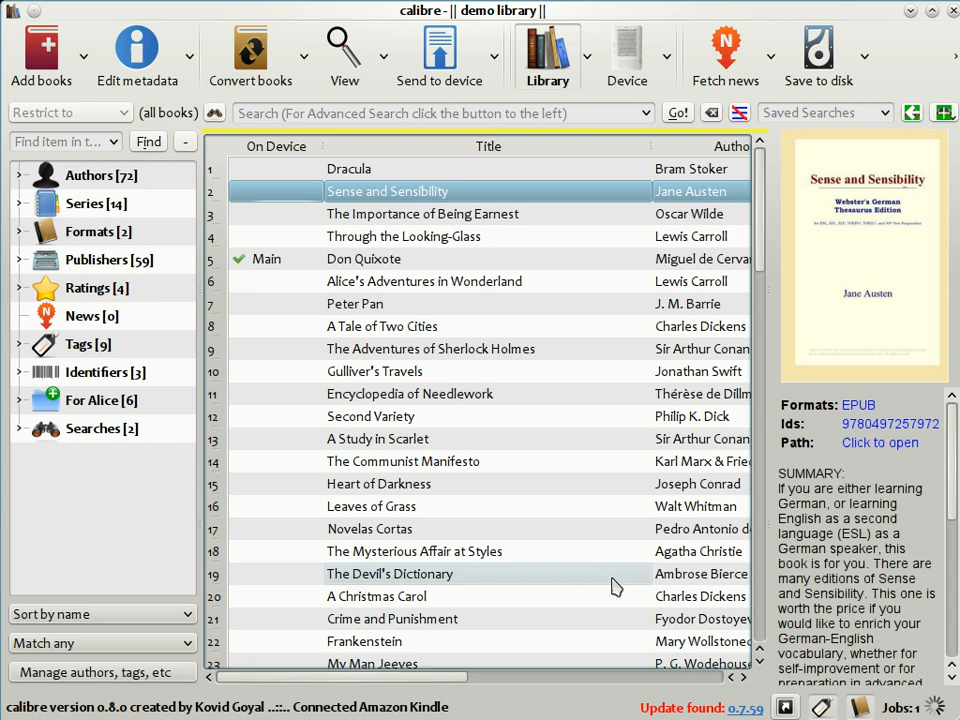 calibre - || demo library ||
Add books
Edit metadata
Convert books
View
Send to device
Library
Device
Fetch news
Save to disk
Restrict to
(all books)
Search (For Advanced Search click the button to the left)
Go!
Saved Searches
Find item in t...
Find
-
Authors [72]
Series [14]
Formats [2]
Publishers [59]
Ratings [4]
News [0]
Tags [9]
Identifiers [3]
For Alice [6]
Searches [2]
Sort by name
Match any
Manage authors, tags, etc
On Device Title Autho
1 Dracula Bram Stoker
2 Sense and Sensibility Jane Austen
3 The Importance of Being Earnest Oscar Wilde
4 Through the Looking-Glass Lewis Carroll
5 Main Don Quixote Miguel de Cerva
6 Alice's Adventures in Wonderland Lewis Carroll
7 Peter Pan J. M. Barrie
8 A Tale of Two Cities Charles Dickens
9 The Adventures of Sherlock Holmes Sir Arthur Conan
10 Gulliver's Travels Jonathan Swift
11 Encyclopedia of Needlework Thérèse de Dillm
12 Second Variety Philip K. Dick
13 A Study in Scarlet Sir Arthur Conan
14 The Communist Manifesto Karl Marx & Frie
15 Heart of Darkness Joseph Conrad
16 Leaves of Grass Walt Whitman
17 Novelas Cortas Pedro Antonio d
18 The Mysterious Affair at Styles Agatha Christie
19 The Devil's Dictionary Ambrose Bierce
20 A Christmas Carol Charles Dickens
21 Crime and Punishment Fyodor Dostoyev
22 Frankenstein Mary Wollstonec
23 My Man Jeeves P. G. Wodehouse
Sense and Sensibility
Webster's German
Thesaurus Edition
Jane Austen
Formats: EPUB
Ids: 9780497257972
Path: Click to open
SUMMARY:
If you are either learning
German, or learning
English as a second
language (ESL) as a
German speaker, this
book is for you. There are
many editions of Sense
and Sensibility. This one is
worth the price if you
would like to enrich your
German-English
vocabulary, whether for
self-improvement or for
preparation in advanced
calibre version 0.8.0 created by Kovid Goyal ..::.. Connected Amazon Kindle
Update found: 0.7.59
Jobs: 1